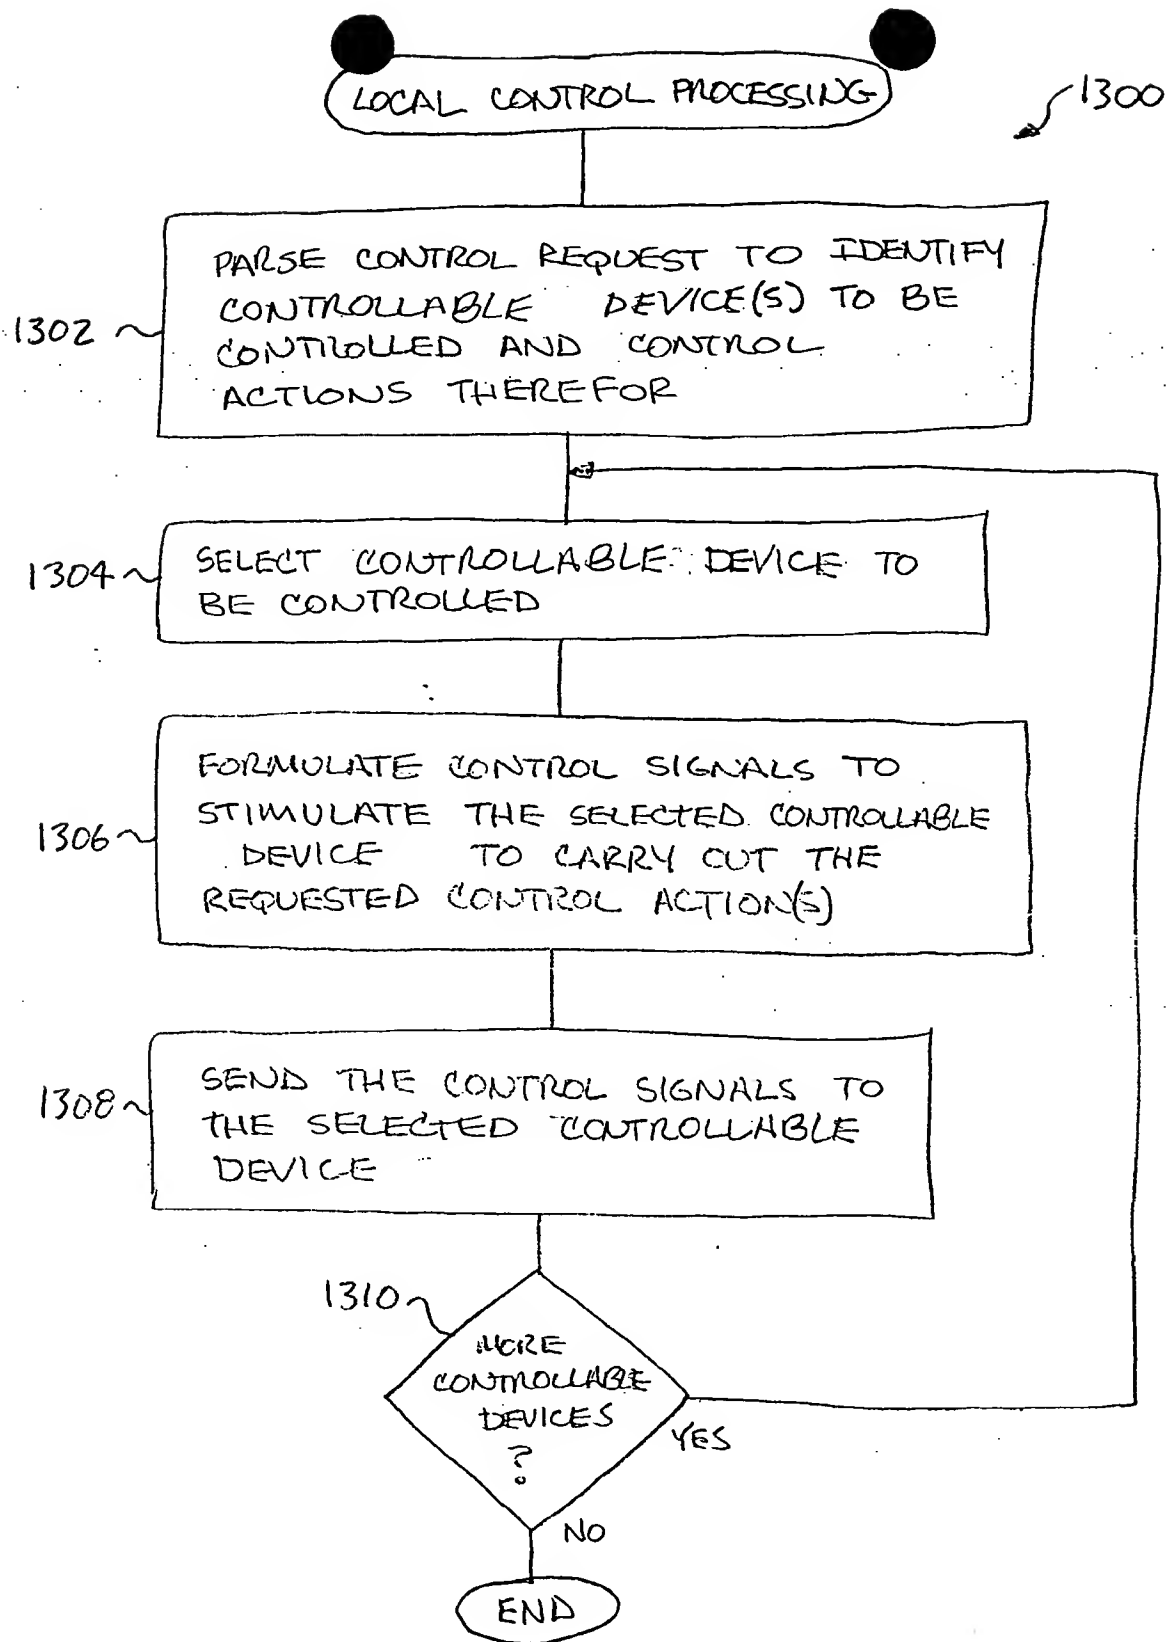 LOCAL CONTROL PROCESSING
1300
PARSE CONTROL REQUEST TO IDENTIFY
CONTROLLABLE DEVICE(S) TO BE
CONTROLLED AND CONTROL
ACTIONS THEREFOR
1302
SELECT CONTROLLABLE DEVICE TO
BE CONTROLLED
1304
FORMULATE CONTROL SIGNALS TO
STIMULATE THE SELECTED CONTROLLABLE
DEVICE TO CARRY OUT THE
REQUESTED CONTROL ACTION(S)
1306
SEND THE CONTROL SIGNALS TO
THE SELECTED CONTROLLABLE
DEVICE
1308
1310
MORE
CONTROLLABLE
DEVICES
?
YES
NO
END